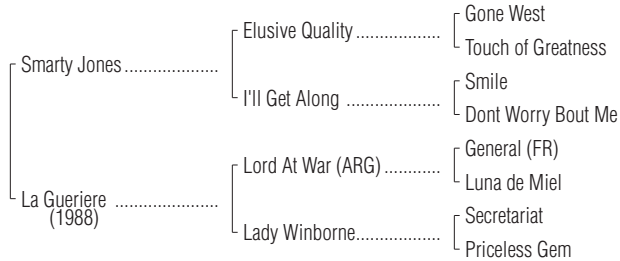 Gone West
Elusive Quality ..................
Touch of Greatness
Smarty Jones ....................
Smile
I'll Get Along ....................
Dont Worry Bout Me
General (FR)
Lord At War (ARG) ............
Luna de Miel
La Gueriere ......................
(1988)
Secretariat
Lady Winborne ..................
Priceless Gem